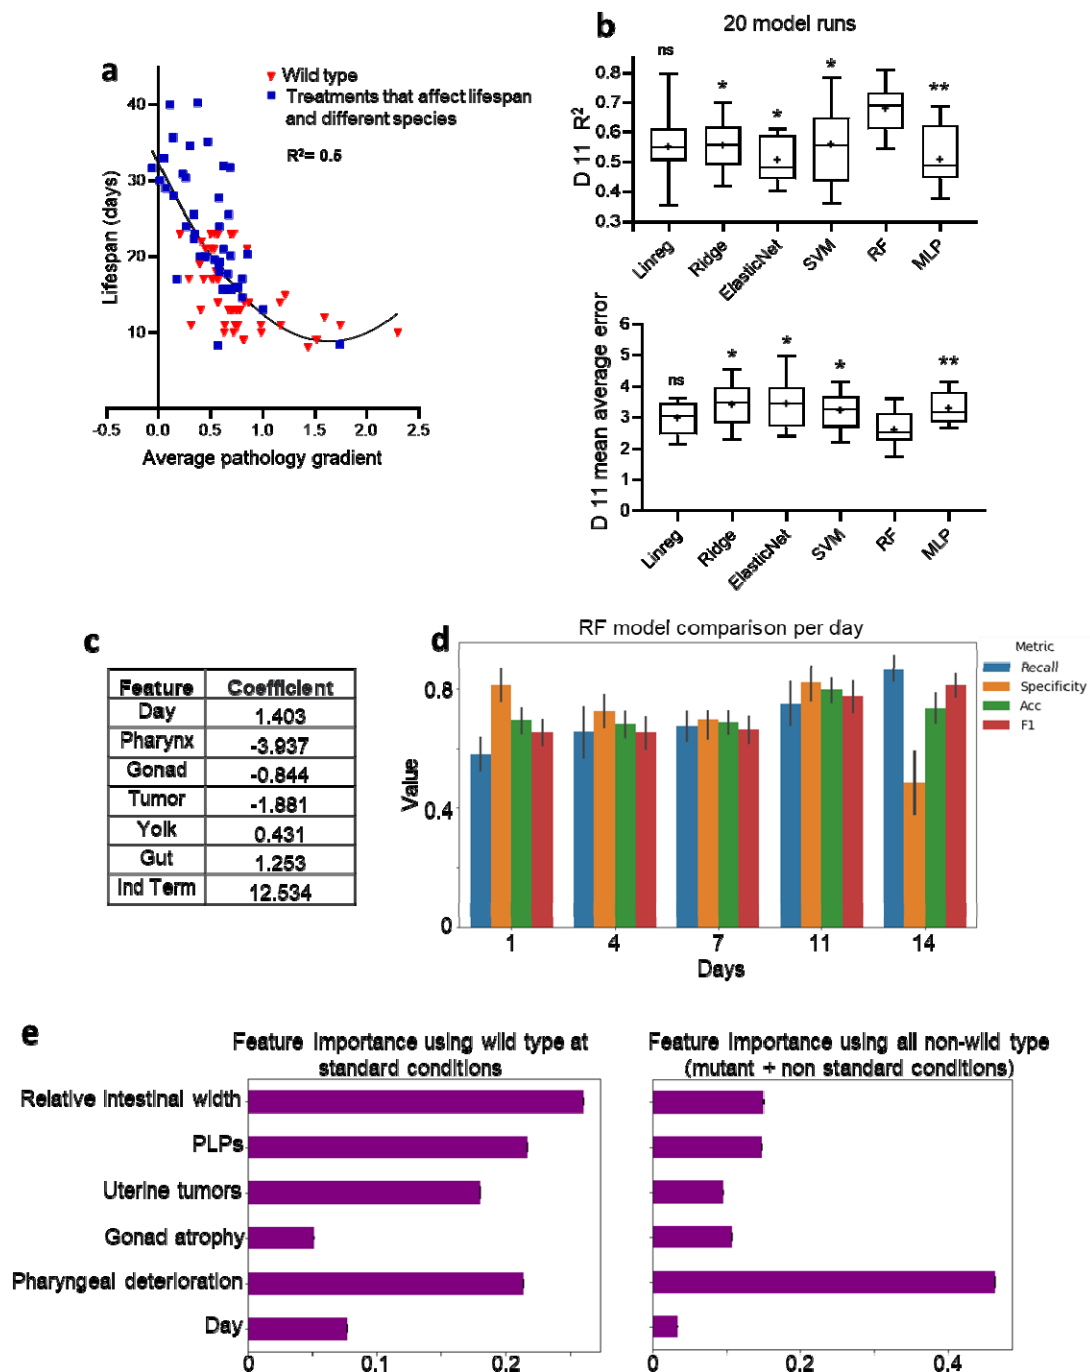 a
Wild type
Treatments that affect lifespan
and different species
R²= 0.5
Lifespan (days)
40
30
20
10
-0.5
0.0
0.5
1.0
1.5
2.0
2.5
Average pathology gradient
b
20 model runs
D 11 R²
0.8
0.7
0.6
0.5
0.4
0.3
ns
*
*
*
**
Linreg
Ridge
ElasticNet
SVM
RF
MLP
D 11 mean average error
6
5
4
3
2
1
0
ns
*
*
*
**
Linreg
Ridge
ElasticNet
SVM
RF
MLP
c
Feature Coefficient
Day 1.403
Pharynx -3.937
Gonad -0.844
Tumor -1.881
Yolk 0.431
Gut 1.253
Ind Term 12.534
d
RF model comparison per day
Value
0.8
0.4
0
1
4
7
11
14
Days
Metric
Recall
Specificity
Acc
F1
e
Feature Importance using wild type at
standard conditions
Relative intestinal width
PLPs
Uterine tumors
Gonad atrophy
Pharyngeal deterioration
Day
0
0.1
0.2
Feature Importance using all non-wild type
(mutant + non standard conditions)
0
0.2
0.4